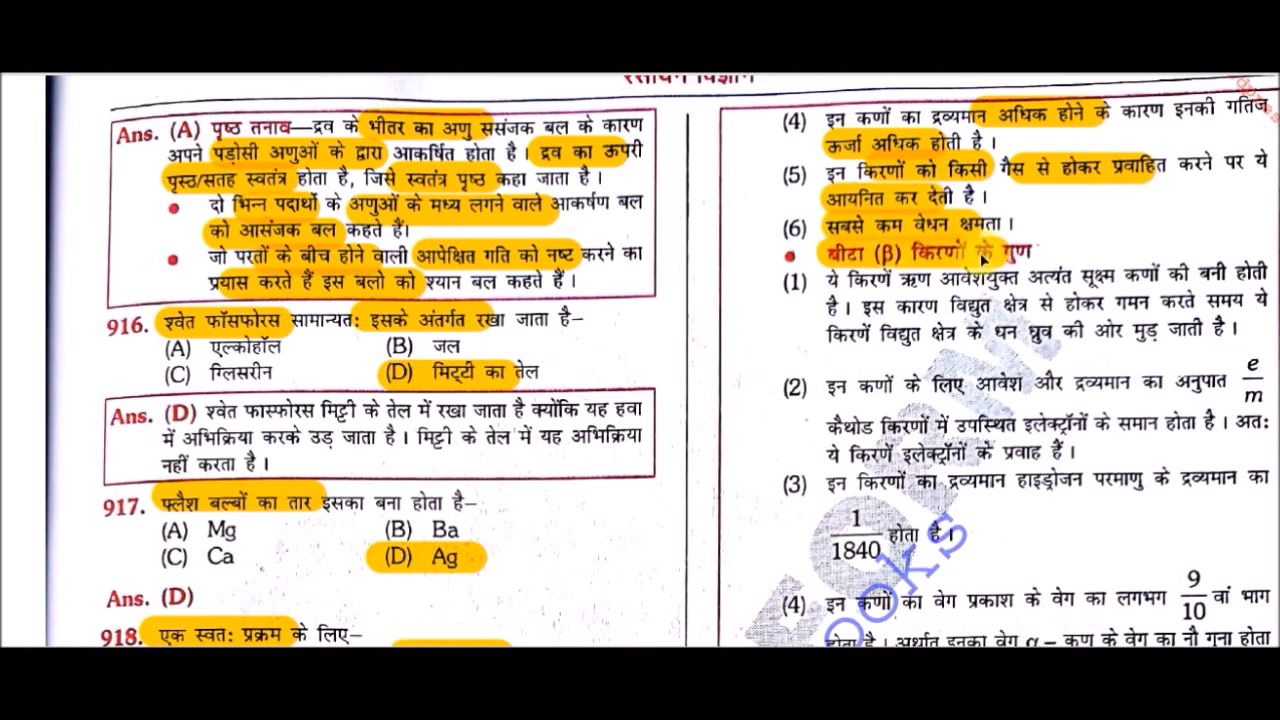 रसायन विज्ञान
Ans. (A) पृष्ठ तनाव—द्रव के भीतर का अणु ससंजक बल के कारण
अपने पड़ोसी अणुओं के द्वारा आकर्षित होता है। द्रव का ऊपरी
पृस्ठ/सतह स्वतंत्र होता है, जिसे स्वतंत्र पृष्ठ कहा जाता है।
• दो भिन्न पदार्थों के अणुओं के मध्य लगने वाले आकर्षण बल
को आसंजक बल कहते हैं।
• जो परतों के बीच होने वाली आपेक्षित गति को नष्ट करने का
प्रयास करते हैं इस बलो को श्यान बल कहते हैं।
916. श्वेत फॉसफोरस सामान्यत: इसके अंतर्गत रखा जाता है–
(A) एल्कोहॉल (B) जल
(C) ग्लिसरीन (D) मिट्टी का तेल
Ans. (D) श्वेत फास्फोरस मिट्टी के तेल में रखा जाता है क्योंकि यह हवा
में अभिक्रिया करके उड़ जाता है। मिट्टी के तेल में यह अभिक्रिया
नहीं करता है।
917. फ्लैश बल्बों का तार इसका बना होता है–
(A) Mg (B) Ba
(C) Ca (D) Ag
Ans. (D)
918. एक स्वत: प्रक्रम के लिए–
(4) इन कणों का द्रव्यमान अधिक होने के कारण इनकी गतिज
ऊर्जा अधिक होती है।
(5) इन किरणों को किसी गैस से होकर प्रवाहित करने पर ये
आयनित कर देती है।
(6) सबसे कम वेधन क्षमता।
• बीटा (β) किरणों के गुण
(1) ये किरणें ऋण आवेशयुक्त अत्यंत सूक्ष्म कणों की बनी होती
है। इस कारण विद्युत क्षेत्र से होकर गमन करते समय ये
किरणें विद्युत क्षेत्र के धन ध्रुव की ओर मुड़ जाती है।
(2) इन कणों के लिए आवेश और द्रव्यमान का अनुपात e/m
कैथोड किरणों में उपस्थित इलेक्ट्रॉनों के समान होता है। अत:
ये किरणें इलेक्ट्रॉनों के प्रवाह हैं।
(3) इन किरणों का द्रव्यमान हाइड्रोजन परमाणु के द्रव्यमान का
1/1840 होता है।
(4) इन कणों का वेग प्रकाश के वेग का लगभग 9/10 वां भाग
होता है। अर्थात इनका वेग α – कण के वेग का नौ गुना होता